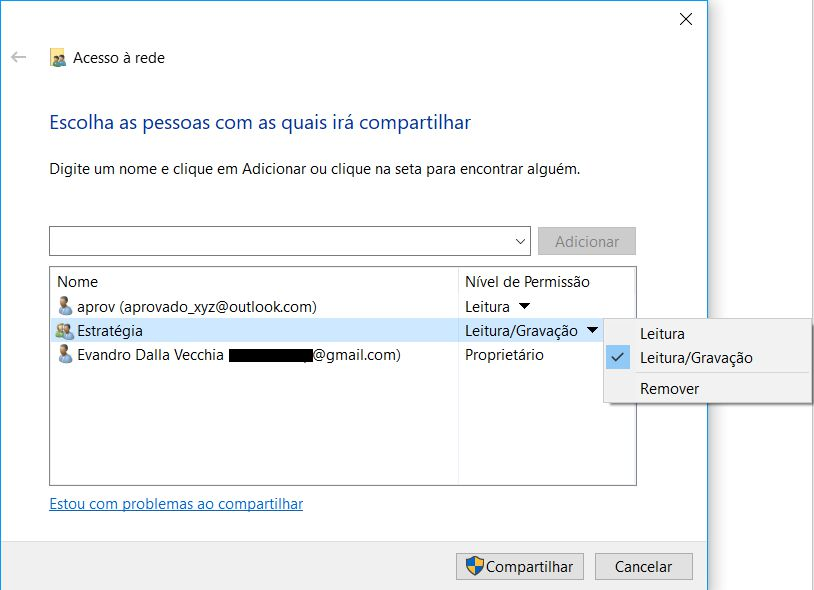 Acesso à rede
Escolha as pessoas com as quais irá compartilhar
Digite um nome e clique em Adicionar ou clique na seta para encontrar alguém.
Adicionar
Nome Nível de Permissão
aprov (aprovado_xyz@outlook.com) Leitura
Estratégia Leitura/Gravação
Evandro Dalla Vecchia @gmail.com) Proprietário
Leitura
Leitura/Gravação
Remover
Estou com problemas ao compartilhar
Compartilhar Cancelar